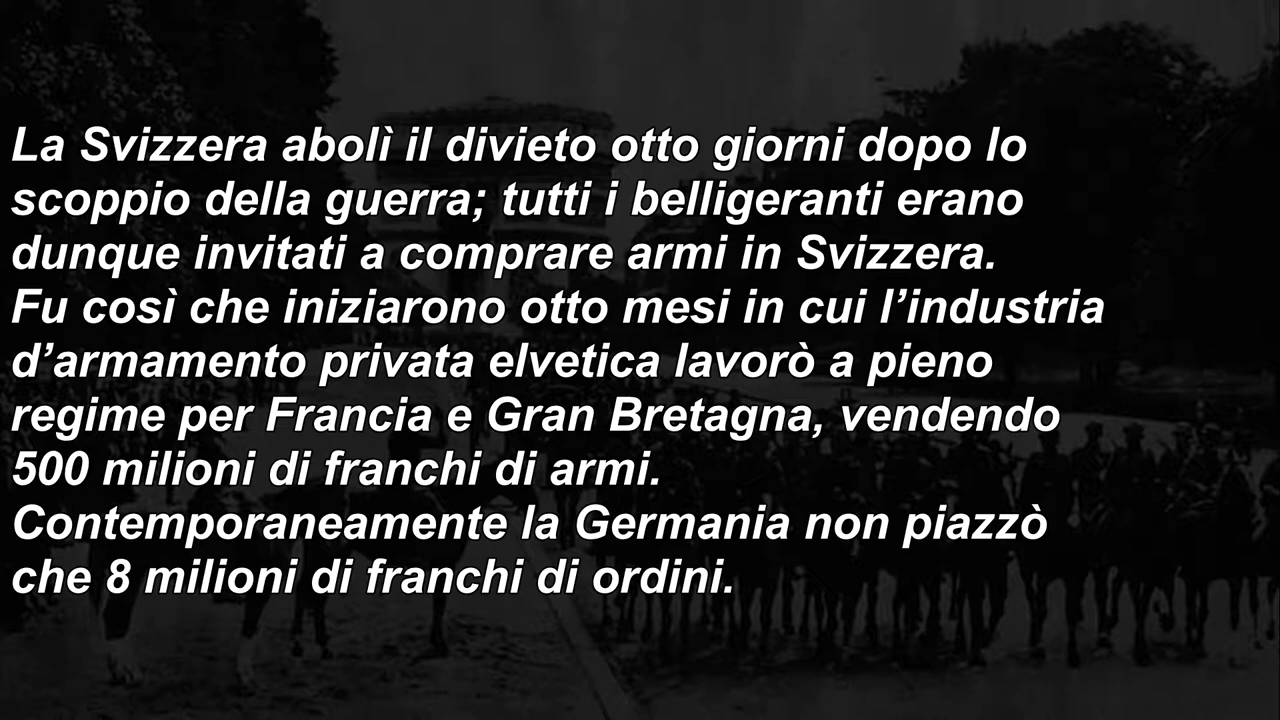 La Svizzera abolì il divieto otto giorni dopo lo
scoppio della guerra; tutti i belligeranti erano
dunque invitati a comprare armi in Svizzera.
Fu così che iniziarono otto mesi in cui l’industria
d’armamento privata elvetica lavorò a pieno
regime per Francia e Gran Bretagna, vendendo
500 milioni di franchi di armi.
Contemporaneamente la Germania non piazzò
che 8 milioni di franchi di ordini.